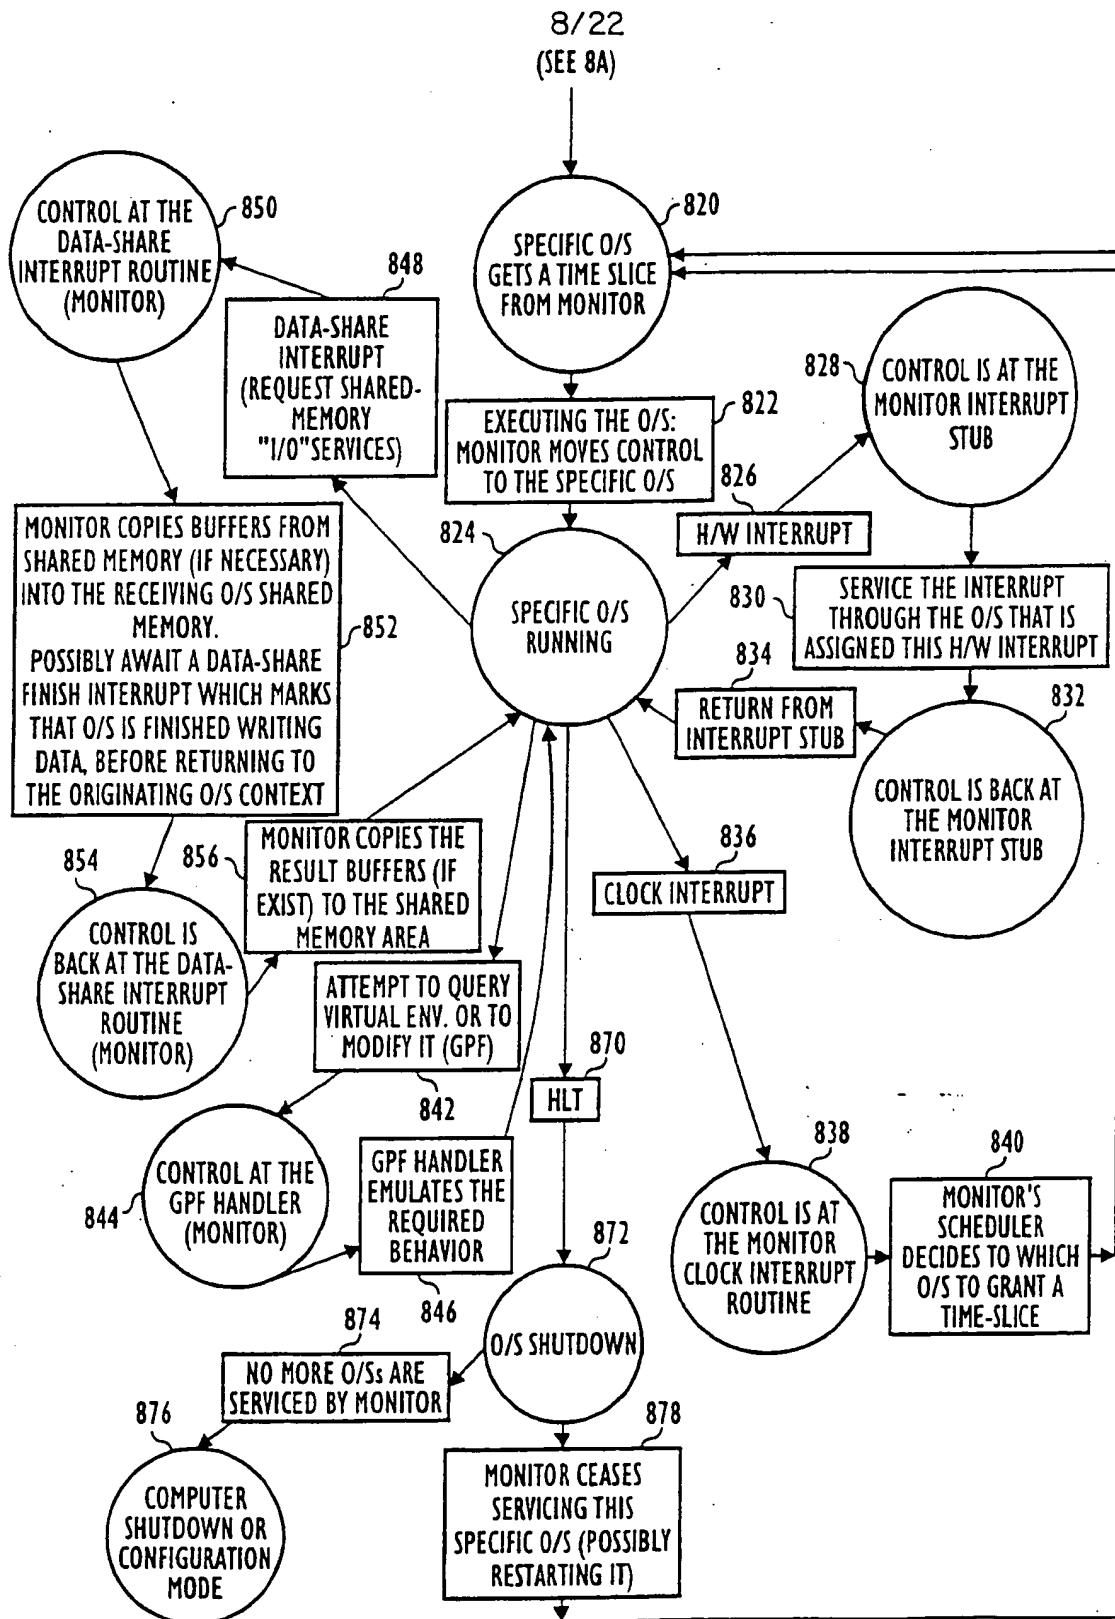 8/22
(SEE 8A)
820
SPECIFIC O/S
GETS A TIME SLICE
FROM MONITOR
850
CONTROL AT THE
DATA-SHARE
INTERRUPT ROUTINE
(MONITOR)
848
DATA-SHARE
INTERRUPT
(REQUEST SHARED-
MEMORY
"I/O" SERVICES)
822
EXECUTING THE O/S:
MONITOR MOVES CONTROL
TO THE SPECIFIC O/S
828
CONTROL IS AT THE
MONITOR INTERRUPT
STUB
826
H/W INTERRUPT
824
SPECIFIC O/S
RUNNING
830
SERVICE THE INTERRUPT
THROUGH THE O/S THAT IS
ASSIGNED THIS H/W INTERRUPT
MONITOR COPIES BUFFERS FROM
SHARED MEMORY (IF NECESSARY)
INTO THE RECEIVING O/S SHARED
MEMORY.
POSSIBLY AWAIT A DATA-SHARE
FINISH INTERRUPT WHICH MARKS
THAT O/S IS FINISHED WRITING
DATA, BEFORE RETURNING TO
THE ORIGINATING O/S CONTEXT
852
834
RETURN FROM
INTERRUPT STUB
832
CONTROL IS BACK AT
THE MONITOR
INTERRUPT STUB
856
MONITOR COPIES THE
RESULT BUFFERS (IF
EXIST) TO THE SHARED
MEMORY AREA
836
CLOCK INTERRUPT
854
CONTROL IS
BACK AT THE DATA-
SHARE INTERRUPT
ROUTINE
(MONITOR)
ATTEMPT TO QUERY
VIRTUAL ENV. OR TO
MODIFY IT (GPF)
842
870
HLT
844
CONTROL AT THE
GPF HANDLER
(MONITOR)
GPF HANDLER
EMULATES THE
REQUIRED
BEHAVIOR
846
838
CONTROL IS AT
THE MONITOR
CLOCK INTERRUPT
ROUTINE
840
MONITOR'S
SCHEDULER
DECIDES TO WHICH
O/S TO GRANT A
TIME-SLICE
872
O/S SHUTDOWN
874
NO MORE O/Ss ARE
SERVICED BY MONITOR
876
COMPUTER
SHUTDOWN OR
CONFIGURATION
MODE
878
MONITOR CEASES
SERVICING THIS
SPECIFIC O/S (POSSIBLY
RESTARTING IT)